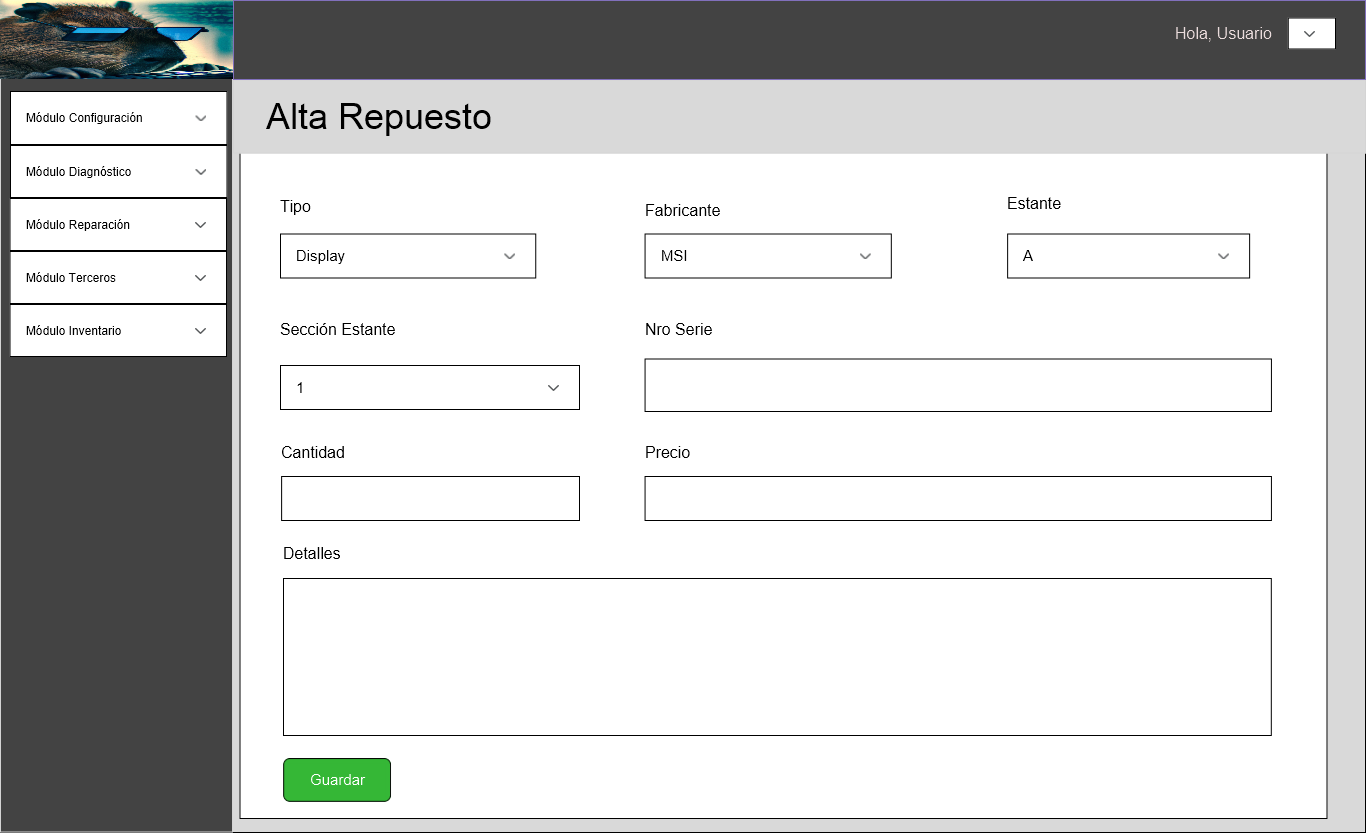 Hola, Usuario
Alta Repuesto
Módulo Configuración
Módulo Diagnóstico
Módulo Reparación
Módulo Terceros
Módulo Inventario
Tipo
Fabricante
Estante
Display
MSI
A
Sección Estante
Nro Serie
1
Cantidad
Precio
Detalles
Guardar